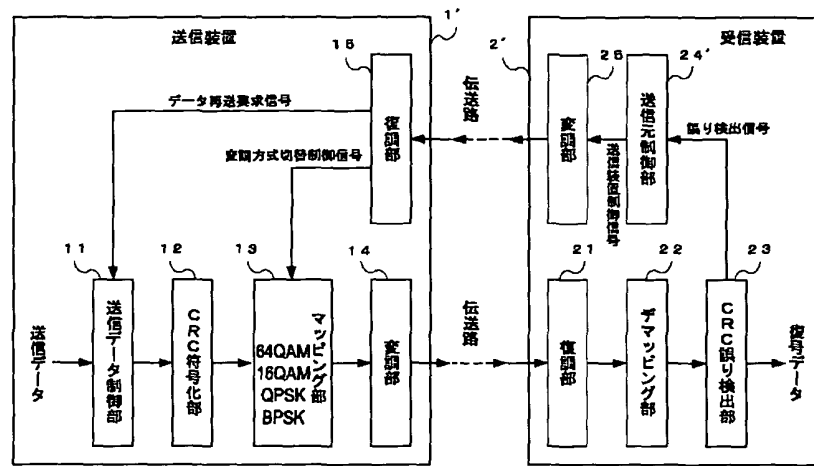 送信装置
1'
2'
受信装置
15
25
24'
データ再送要求信号
復調部
伝送路
変調部
送信元制御部
誤り検出信号
変調方式切替制御信号
送信装置制御信号
11
12
13
14
21
22
23
送信データ
送信データ制御部
CRC符号化部
マッピング部
64QAM
16QAM
QPSK
BPSK
変調部
伝送路
復調部
デマッピング部
CRC誤り検出部
復号データ